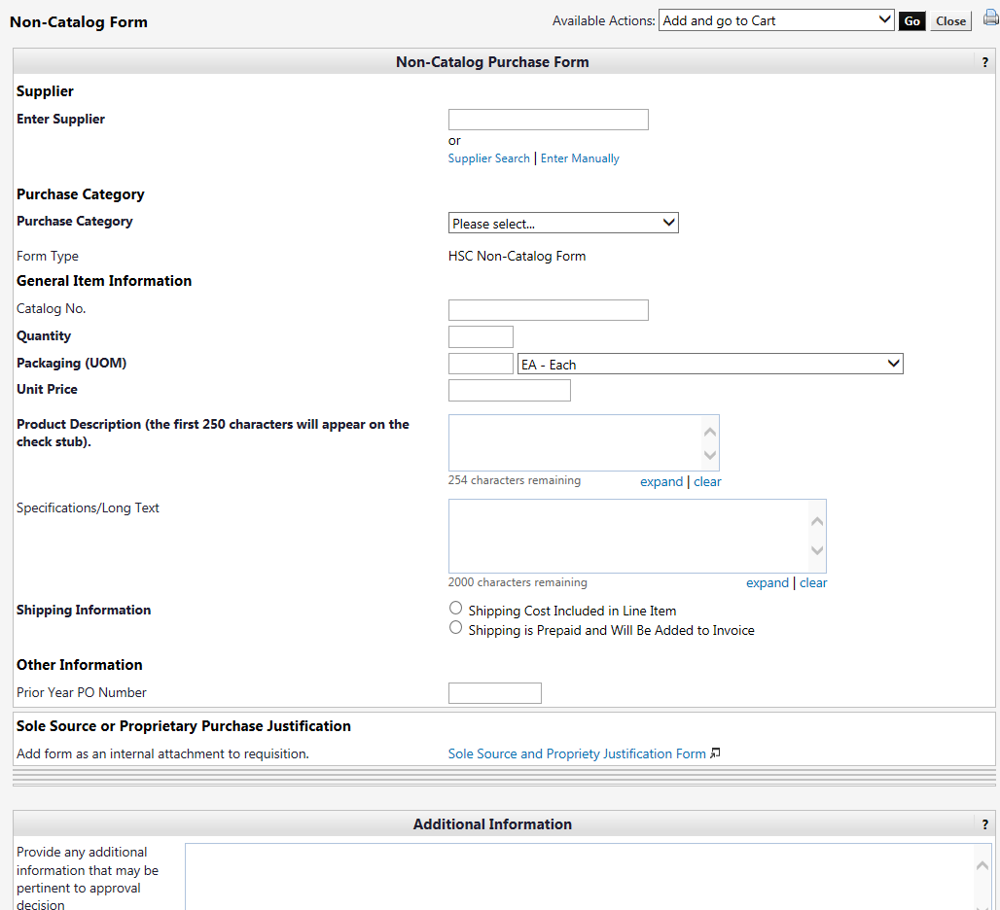 Non-Catalog Form
Available Actions: Add and go to Cart Go Close
Non-Catalog Purchase Form ?
Supplier
Enter Supplier
or
Supplier Search | Enter Manually
Purchase Category
Purchase Category Please select...
Form Type HSC Non-Catalog Form
General Item Information
Catalog No.
Quantity
Packaging (UOM) EA - Each
Unit Price
Product Description (the first 250 characters will appear on the
check stub).
254 characters remaining expand | clear
Specifications/Long Text
2000 characters remaining expand | clear
Shipping Information Shipping Cost Included in Line Item
Shipping is Prepaid and Will Be Added to Invoice
Other Information
Prior Year PO Number
Sole Source or Proprietary Purchase Justification
Add form as an internal attachment to requisition. Sole Source and Propriety Justification Form
Additional Information ?
Provide any additional
information that may be
pertinent to approval
decision